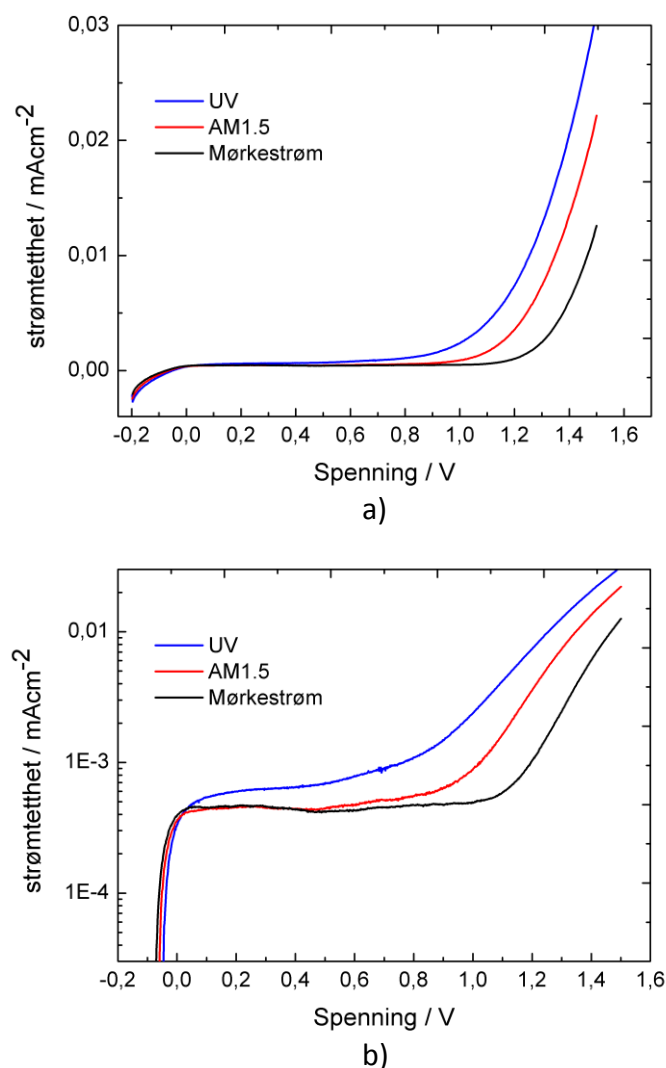 0,03
0,02
0,01
0,00
strømtetthet / mAcm-2
UV
AM1.5
Mørkestrøm
-0,2 0,0 0,2 0,4 0,6 0,8 1,0 1,2 1,4 1,6
Spenning / V
a)
0,01
1E-3
1E-4
strømtetthet / mAcm-2
UV
AM1.5
Mørkestrøm
-0,2 0,0 0,2 0,4 0,6 0,8 1,0 1,2 1,4 1,6
Spenning / V
b)